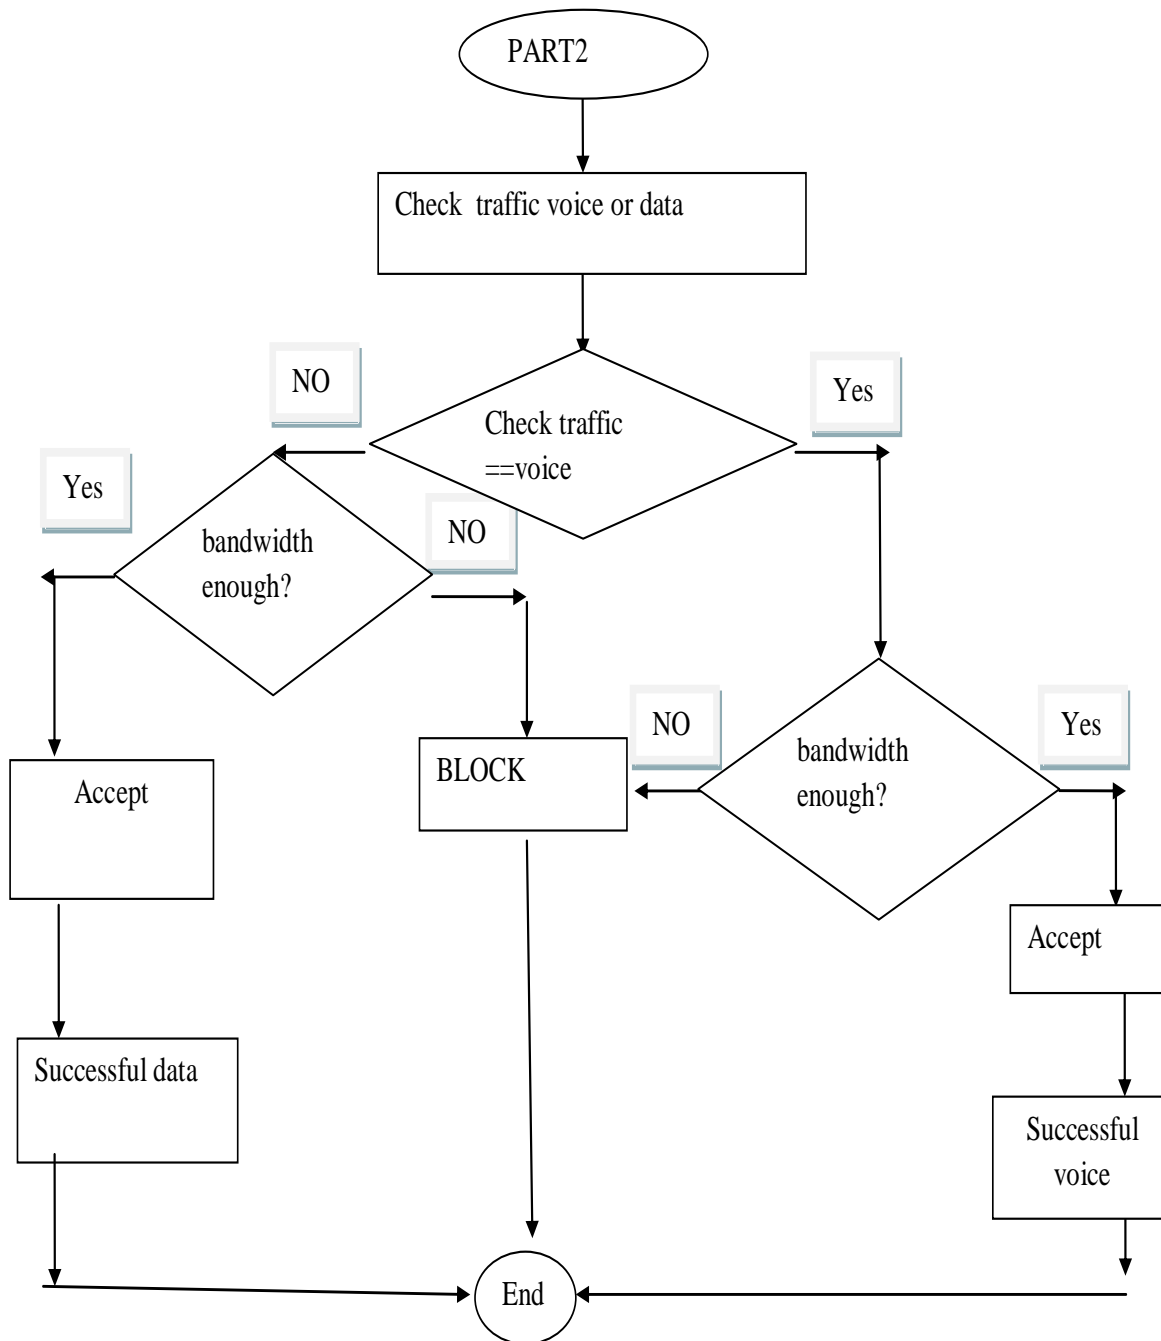 PART2
Check traffic voice or data
NO
Yes
Check traffic
==voice
Yes
NO
bandwidth
enough?
NO
Yes
bandwidth
enough?
Accept
BLOCK
Accept
Successful data
Successful
voice
End